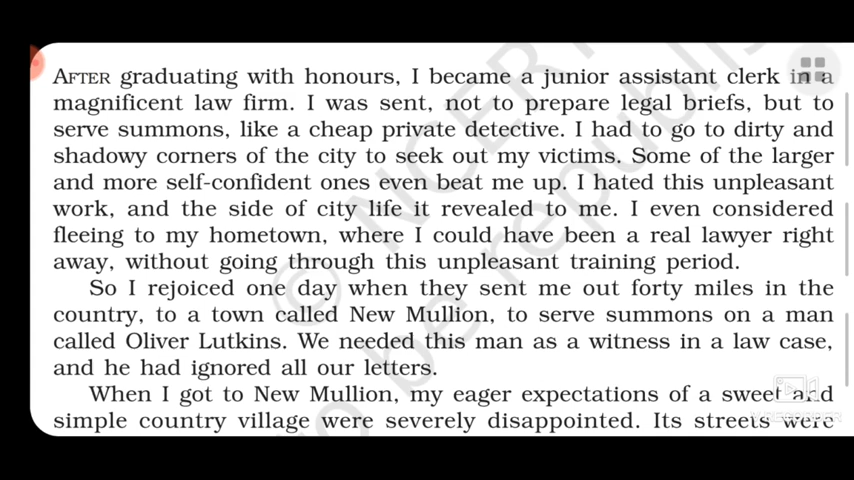 AFTER graduating with honours, I became a junior assistant clerk in a
magnificent law firm. I was sent, not to prepare legal briefs, but to
serve summons, like a cheap private detective. I had to go to dirty and
shadowy corners of the city to seek out my victims. Some of the larger
and more self-confident ones even beat me up. I hated this unpleasant
work, and the side of city life it revealed to me. I even considered
fleeing to my hometown, where I could have been a real lawyer right
away, without going through this unpleasant training period.
So I rejoiced one day when they sent me out forty miles in the
country, to a town called New Mullion, to serve summons on a man
called Oliver Lutkins. We needed this man as a witness in a law case,
and he had ignored all our letters.
When I got to New Mullion, my eager expectations of a sweet and
simple country village were severely disappointed. Its streets were
© NCERT
to be republis